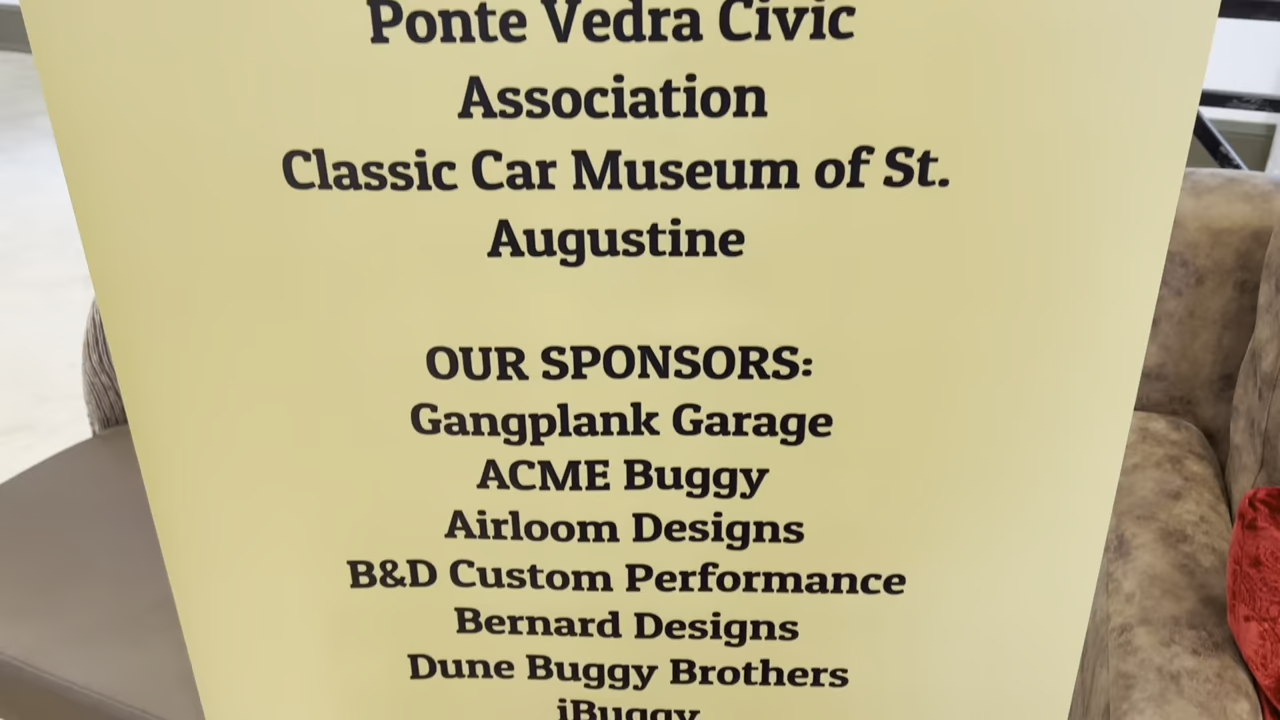 Ponte Vedra Civic
Association
Classic Car Museum of St.
Augustine
OUR SPONSORS:
Gangplank Garage
ACME Buggy
Airloom Designs
B&D Custom Performance
Bernard Designs
Dune Buggy Brothers
iBuggy